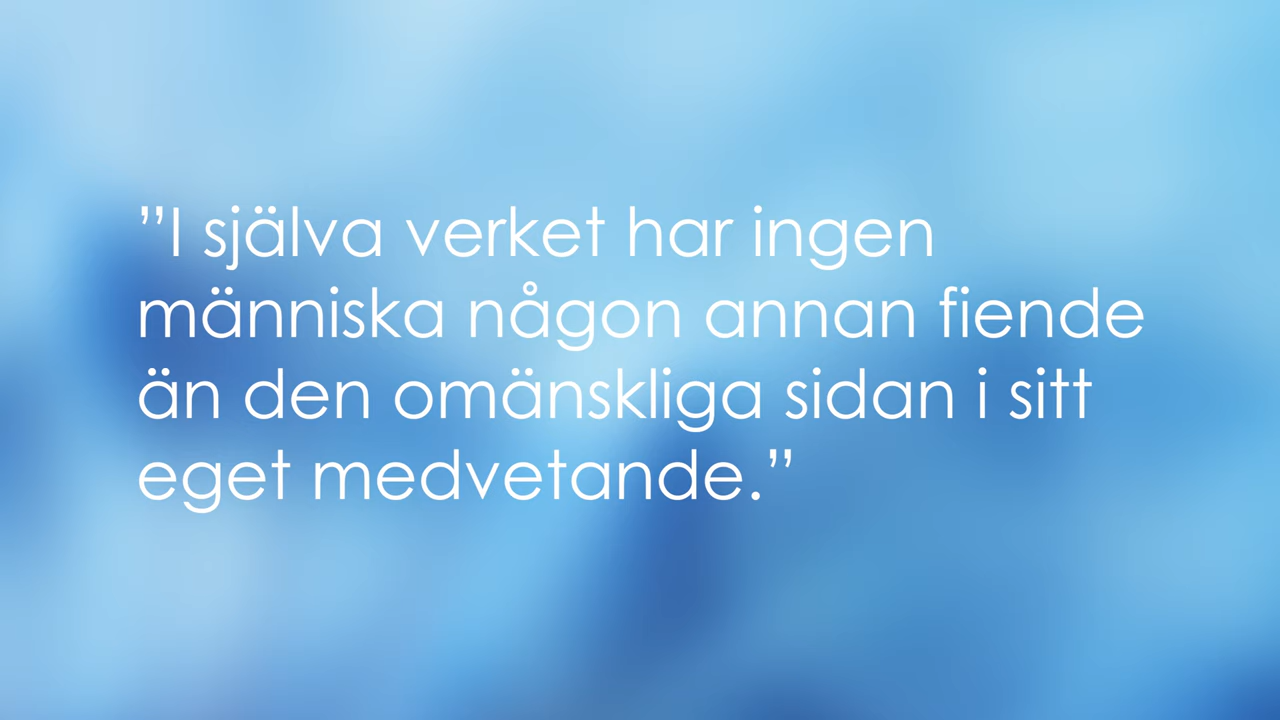 ”I själva verket har ingen
människa någon annan fiende
än den omänskliga sidan i sitt
eget medvetande.”